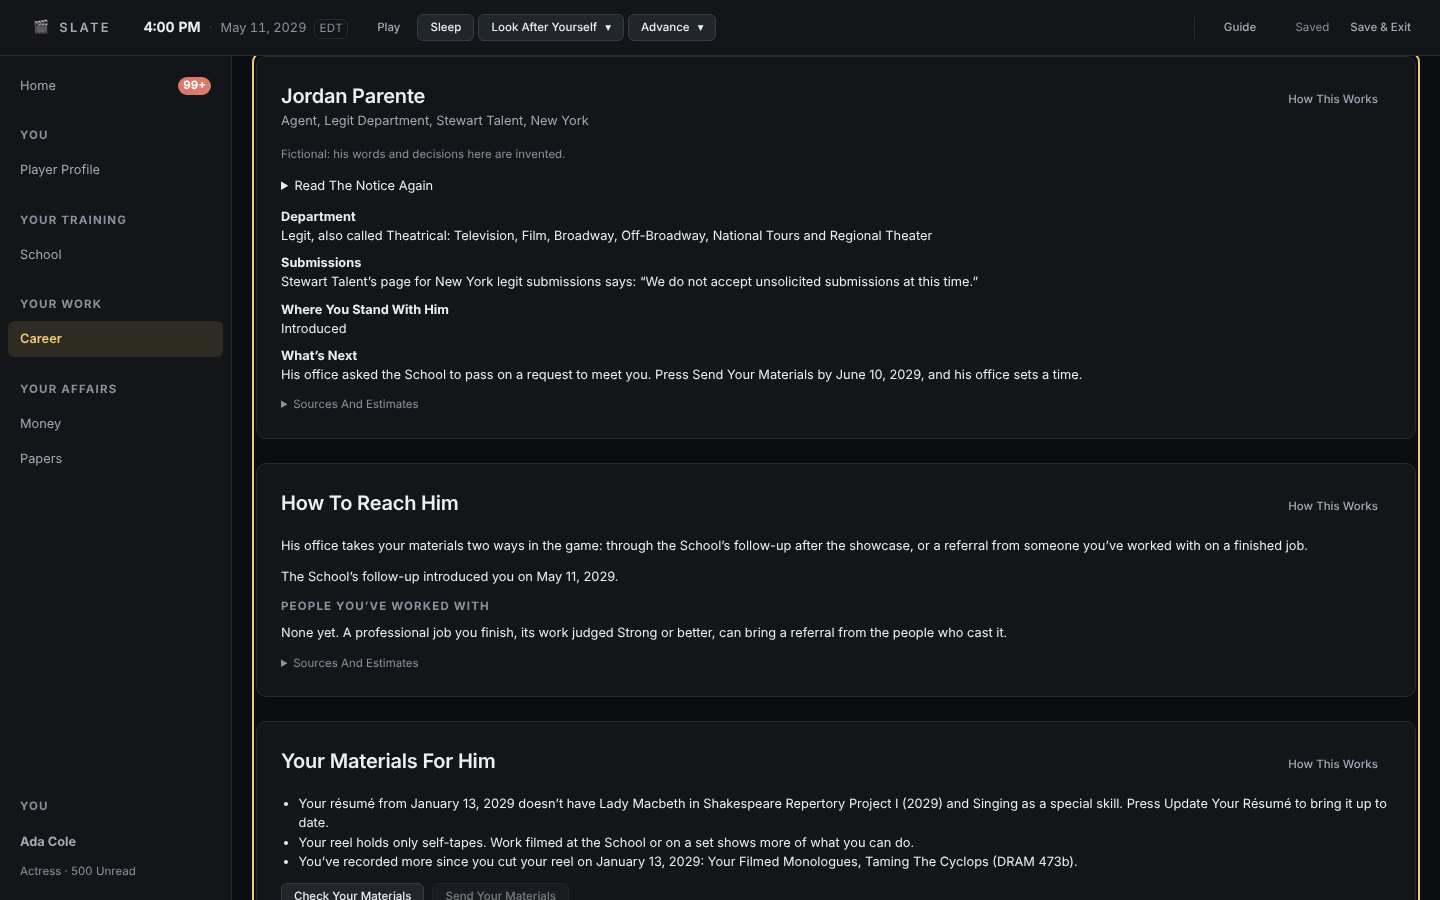 SLATE
4:00 PM · May 11, 2029 EDT
Play
Sleep
Look After Yourself ▾
Advance ▾
Guide
Saved
Save & Exit
Home
99+
YOU
Player Profile
YOUR TRAINING
School
YOUR WORK
Career
YOUR AFFAIRS
Money
Papers
YOU
Ada Cole
Actress · 500 Unread
Jordan Parente
How This Works
Agent, Legit Department, Stewart Talent, New York
Fictional: his words and decisions here are invented.
▶ Read The Notice Again
Department
Legit, also called Theatrical: Television, Film, Broadway, Off-Broadway, National Tours and Regional Theater
Submissions
Stewart Talent’s page for New York legit submissions says: “We do not accept unsolicited submissions at this time.”
Where You Stand With Him
Introduced
What’s Next
His office asked the School to pass on a request to meet you. Press Send Your Materials by June 10, 2029, and his office sets a time.
▶ Sources And Estimates
How To Reach Him
How This Works
His office takes your materials two ways in the game: through the School’s follow-up after the showcase, or a referral from someone you’ve worked with on a finished job.
The School’s follow-up introduced you on May 11, 2029.
PEOPLE YOU’VE WORKED WITH
None yet. A professional job you finish, its work judged Strong or better, can bring a referral from the people who cast it.
▶ Sources And Estimates
Your Materials For Him
How This Works
• Your résumé from January 13, 2029 doesn’t have Lady Macbeth in Shakespeare Repertory Project I (2029) and Singing as a special skill. Press Update Your Résumé to bring it up to
date.
• Your reel holds only self-tapes. Work filmed at the School or on a set shows more of what you can do.
• You’ve recorded more since you cut your reel on January 13, 2029: Your Filmed Monologues, Taming The Cyclops (DRAM 473b).
Check Your Materials
Send Your Materials